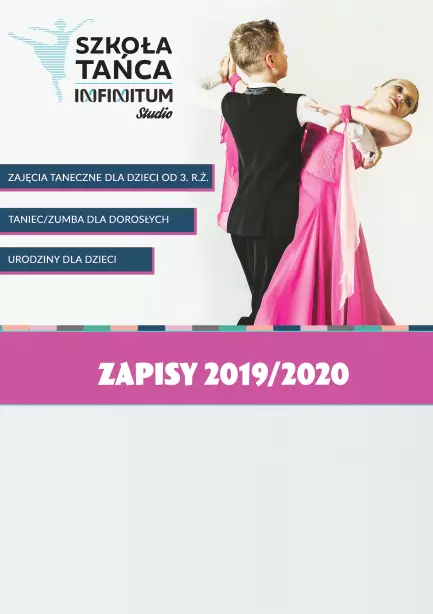 SZKOŁA
TAŃCA
INFINITUM
Studio
ZAJĘCIA TANECZNE DLA DZIECI OD 3. R.Ż.
TANIEC/ZUMBA DLA DOROSŁYCH
URODZINY DLA DZIECI
ZAPISY 2019/2020